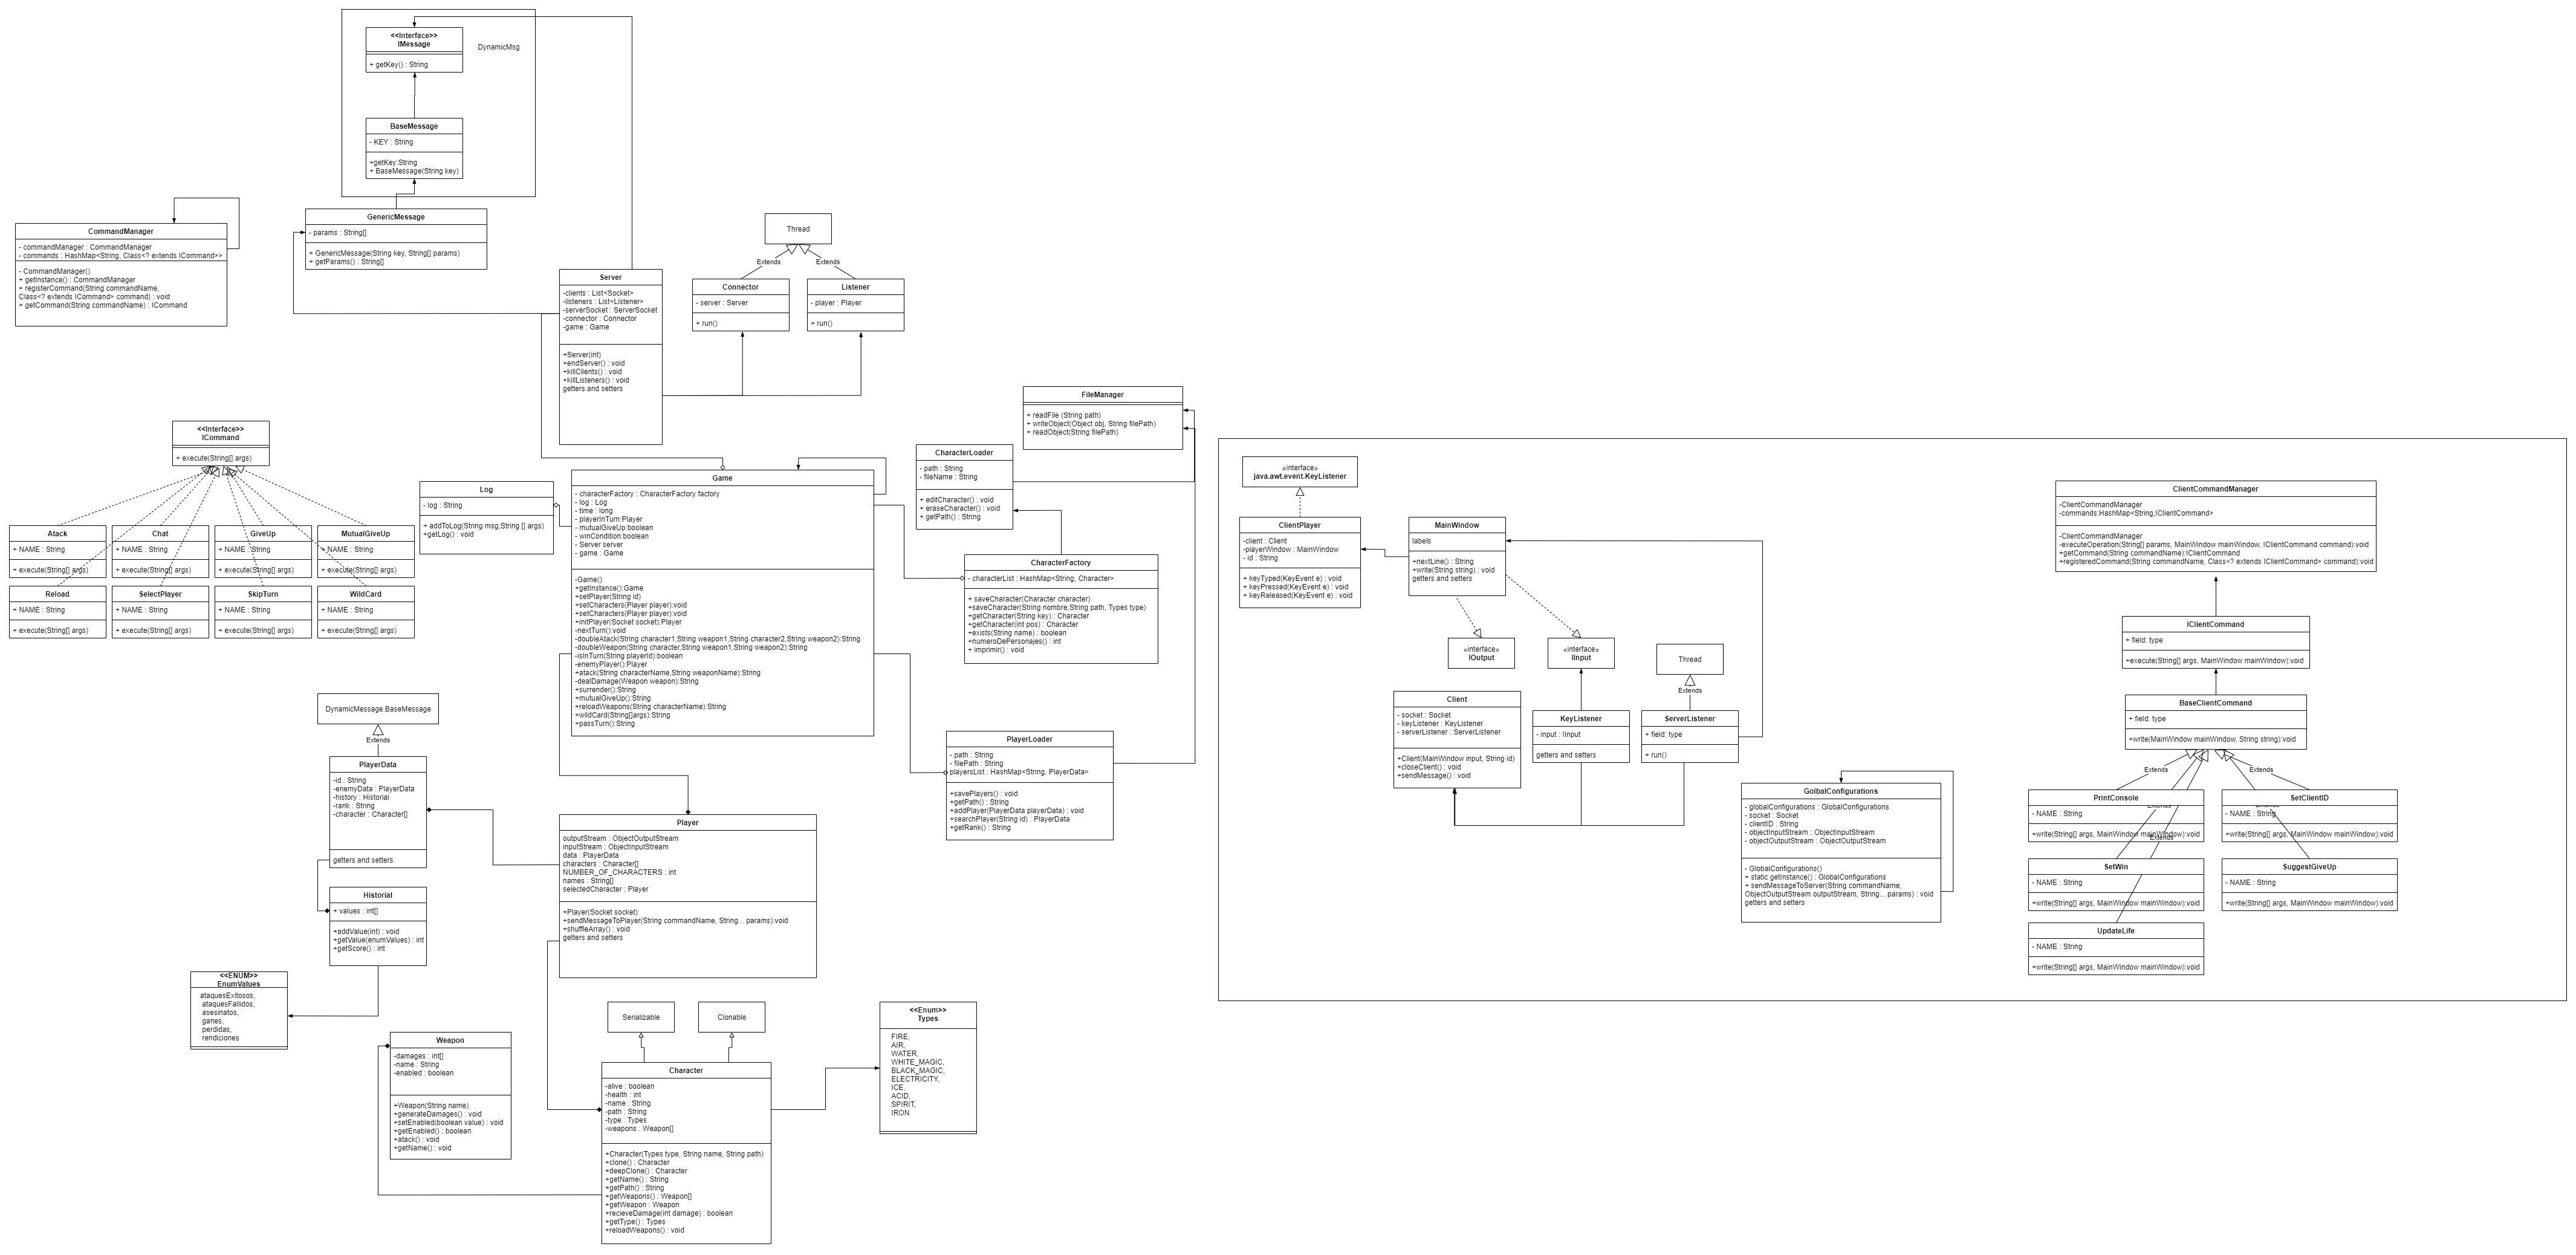 <<Interface>>
IMessage
+ getKey() : String
DynamicMsg
BaseMessage
- KEY : String
+getKey:String
+ BaseMessage(String key)
GenericMessage
- params : String[]
+ GenericMessage(String key, String[] params)
+ getParams() : String[]
CommandManager
- commandManager : CommandManager
- commands : HashMap<String, Class<? extends ICommand>>
- CommandManager()
+ getInstance() : CommandManager
+ registerCommand(String commandName,
Class<? extends ICommand> command) : void
+ getCommand(String commandName) : ICommand
Server
-clients : List<Socket>
-listeners : List<Listener>
-serverSocket : ServerSocket
-connector : Connector
-game : Game
+Server(int)
+endServer() : void
+killClients() : void
+killListeners() : void
getters and setters
Thread
Extends
Extends
Connector
- server : Server
+ run()
Listener
- player : Player
+ run()
<<Interface>>
ICommand
+ execute(String[] args)
Atack
+ NAME : String
+ execute(String[] args)
Chat
+ NAME : String
+ execute(String[] args)
GiveUp
+ NAME : String
+ execute(String[] args)
MutualGiveUp
+ NAME : String
+ execute(String[] args)
Reload
+ NAME : String
+ execute(String[] args)
SelectPlayer
+ NAME : String
+ execute(String[] args)
SkipTurn
+ NAME : String
+ execute(String[] args)
WildCard
+ NAME : String
+ execute(String[] args)
Log
- log : String
+ addToLog(String msg,String [] args)
+getLog() : void
Game
- characterFactory : CharacterFactory factory
- log : Log
- time : long
- playerInTurn:Player
- mutualGiveUp:boolean
- winCondition:boolean
- Server server
- game : Game
-Game()
+getInstance():Game
+setPlayer(String id)
+setCharacters(Player player):void
+setCharacters(Player player):void
+initPlayer(Socket socket):Player
-nextTurn():void
-doubleAtack(String character1,String weapon1,String character2,String weapon2):String
-doubleWeapon(String character,String weapon1,String weapon2):String
-isInTurn(String playerId):boolean
-enemyPlayer():Player
+atack(String characterName,String weaponName):String
-dealDamage(Weapon weapon):String
+surrender():String
+mutualGiveUp():String
+reloadWeapons(String characterName):String
+wildCard(String[]args):String
+passTurn():String
FileManager
+ readFile (String path)
+ writeObject(Object obj, String filePath)
+ readObject(String filePath)
CharacterLoader
- path : String
- fileName : String
+ editCharacter() : void
+ eraseCharacter() : void
+ getPath() : String
CharacterFactory
- characterList : HashMap<String, Character>
+ saveCharacter(Character character)
+saveCharacter(String nombre,String path, Types type)
+getCharacter(String key) : Character
+getCharacter(int pos) : Character
+exists(String name) : boolean
+numeroDePersonajes() : int
+ imprimir() : void
PlayerLoader
- path : String
- filePath : String
playersList : HashMap<String, PlayerData>
+savePlayers() : void
+getPath() : String
+addPlayer(PlayerData playerData) : void
+searchPlayer(String id) : PlayerData
+getRank() : String
DynamicMessage.BaseMessage
Extends
PlayerData
-id : String
-enemyData : PlayerData
-history : Historial
-rank : String
-character : Character[]
getters and setters
Historial
+ values : int[]
+addValue(int) : void
+getValue(enumValues) : int
+getScore() : int
<<ENUM>>
EnumValues
ataquesExitosos,
ataquesFallidos,
asesinatos,
ganes,
perdidas,
rendiciones
Player
outputStream : ObjectOutputStream
inputStream : ObjectInputStream
data : PlayerData
characters : Character[]
NUMBER_OF_CHARACTERS : int
names : String[]
selectedCharacter : Player
+Player(Socket socket)
+sendMessageToPlayer(String commandName, String... params):void
+shuffleArray() : void
getters and setters
Weapon
-damages : int[]
-name : String
-enabled : boolean
+Weapon(String name)
+generateDamages() : void
+setEnabled(boolean value) : void
+getEnabled() : boolean
+atack() : void
+getName() : void
Serializable
Clonable
Character
-alive : boolean
-health : int
-name : String
-path : String
-type : Types
-weapons : Weapon[]
+Character(Types type, String name, String path)
+clone() : Character
+deepClone() : Character
+getName() : String
+getPath() : String
+getWeapons() : Weapon[]
+getWeapon : Weapon
+recieveDamage(int damage) : boolean
+getType() : Types
+reloadWeapons() : void
<<Enum>>
Types
FIRE,
AIR,
WATER,
WHITE_MAGIC,
BLACK_MAGIC,
ELECTRICITY,
ICE,
ACID,
SPIRIT,
IRON
«interface»
java.awt.event.KeyListener
ClientPlayer
-client : Client
-playerWindow : MainWindow
- id : String
+ keyTyped(KeyEvent e) : void
+ keyPressed(KeyEvent e) : void
+ keyReleased(KeyEvent e) : void
MainWindow
labels
+nextLine() : String
+write(String string) : void
getters and setters
«interface»
IOutput
«interface»
IInput
Thread
Extends
Client
- socket : Socket
- keyListener : KeyListener
- serverListener : ServerListener
+Client(MainWindow input, String id)
+closeClient() : void
+sendMessage() : void
KeyListener
- input : IInput
getters and setters
ServerListener
+ field: type
+ run()
GolbalConfigurations
- globalConfigurations : GlobalConfigurations
- socket : Socket
- clientID : String
- objectInputStream : ObjectInputStream
- objectOutputStream : ObjectOutputStream
- GlobalConfigurations()
+ static getInstance() : GlobalConfigurations
+ sendMessageToServer(String commandName,
ObjectOutputStream outputStream, String... params) : void
getters and setters
ClientCommandManager
-ClientCommandManager
-commands:HashMap<String,IClientCommand>
-ClientCommandManager
-executeOperation(String[] params, MainWindow mainWindow, IClientCommand command):void
+getCommand(String commandName):IClientCommand
+registeredCommand(String commandName, Class<? extends IClientCommand> command):void
IClientCommand
+ field: type
+execute(String[] args, MainWindow mainWindow):void
BaseClientCommand
+ field: type
+write(MainWindow mainWindow, String string):void
Extends
Extends
PrintConsole
- NAME : String
+write(String[] args, MainWindow mainWindow):void
Extends
Extends
SetClientID
- NAME : String
+write(String[] args, MainWindow mainWindow):void
Extends
SetWin
- NAME : String
+write(String[] args, MainWindow mainWindow):void
SuggestGiveUp
- NAME : String
+write(String[] args, MainWindow mainWindow):void
UpdateLife
- NAME : String
+write(String[] args, MainWindow mainWindow):void